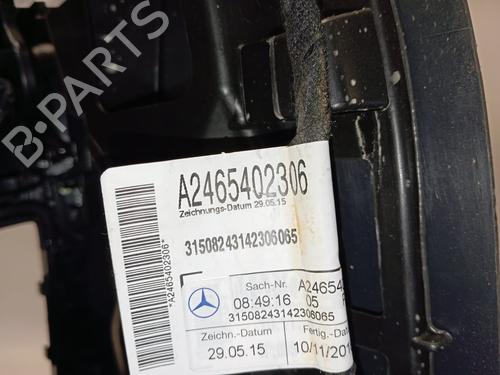 B-PARTS
A2465402306
Zeichnungs-Datum 29.05.15
31508243142306065
*A2465402306*
Sach-Nr. A24654
08:49:16 05
31508243142306065
Zeichn.-Datum Fertig.-Da
29.05.15 10/11/201